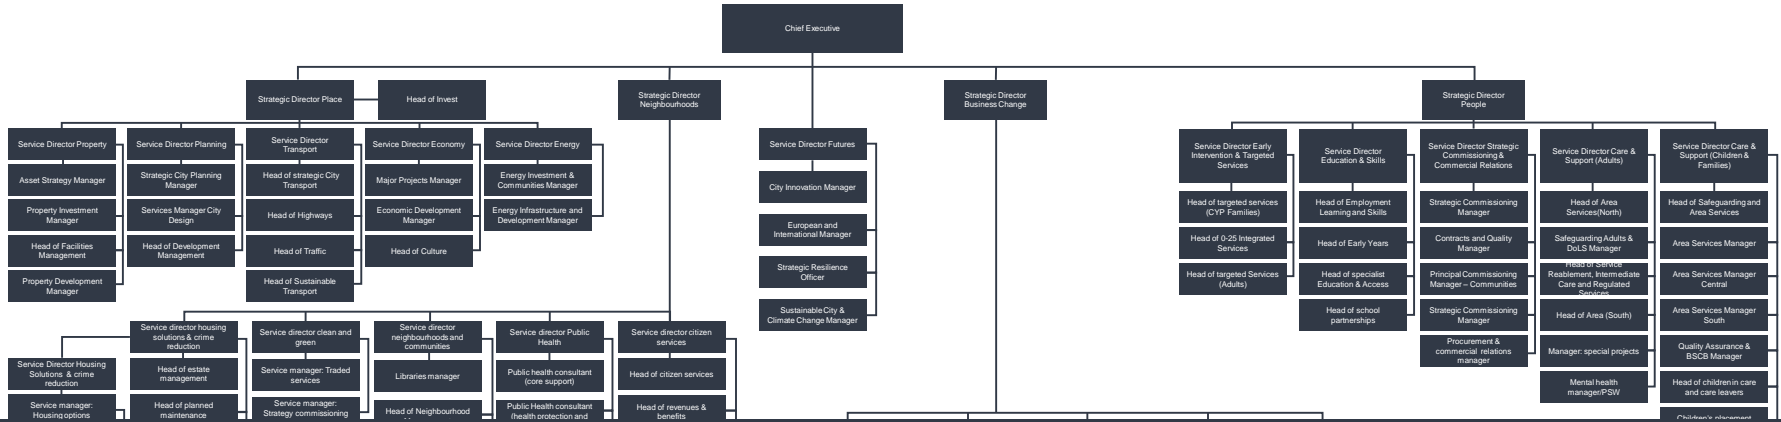 Chief Executive
Strategic Director Place
Head of Invest
Strategic Director
Neighbourhoods
Strategic Director
Business Change
Strategic Director
People
Service Director Property
Asset Strategy Manager
Property Investment
Manager
Head of Facilities
Management
Property Development
Manager
Service Director Planning
Strategic City Planning
Manager
Services Manager City
Design
Head of Development
Management
Service Director
Transport
Head of strategic City
Transport
Head of Highways
Head of Traffic
Head of Sustainable
Transport
Service Director Economy
Major Projects Manager
Economic Development
Manager
Head of Culture
Service Director Energy
Energy Investment &
Communities Manager
Energy Infrastructure and
Development Manager
Service Director Futures
City Innovation Manager
European and
International Manager
Strategic Resilience
Officer
Sustainable City &
Climate Change Manager
Service Director Early
Intervention & Targeted
Services
Head of targeted services
(CYP Families)
Head of 0-25 Integrated
Services
Head of targeted Services
(Adults)
Service Director
Education & Skills
Head of Employment
Learning and Skills
Head of Early Years
Head of specialist
Education & Access
Head of school
partnerships
Service Director Strategic
Commissioning &
Commercial Relations
Strategic Commissioning
Manager
Contracts and Quality
Manager
Principal Commissioning
Manager – Communities
Strategic Commissioning
Manager
Procurement &
commercial relations
manager
Service Director Care &
Support (Adults)
Head of Area
Services(North)
Safeguarding Adults &
DoLS Manager
Head of Service
Reablement, Intermediate
Care and Regulated
Services
Head of Area (South)
Manager: special projects
Mental health
manager/PSW
Service Director Care &
Support (Children &
Families)
Head of Safeguarding and
Area Services
Area Services Manager
Area Services Manager
Central
Area Services Manager
South
Quality Assurance &
BSCB Manager
Head of children in care
and care leavers
Children's placement
Service Director Housing
Solutions & crime
reduction
Service manager:
Housing options
Service director housing
solutions & crime
reduction
Head of estate
management
Head of planned
maintenance
Service director clean and
green
Service manager: Traded
services
Service manager:
Strategy commissioning
Service director
neighbourhoods and
communities
Libraries manager
Head of Neighbourhood
Service director Public
Health
Public health consultant
(core support)
Public Health consultant
(health protection and
Service director citizen
services
Head of citizen services
Head of revenues &
benefits